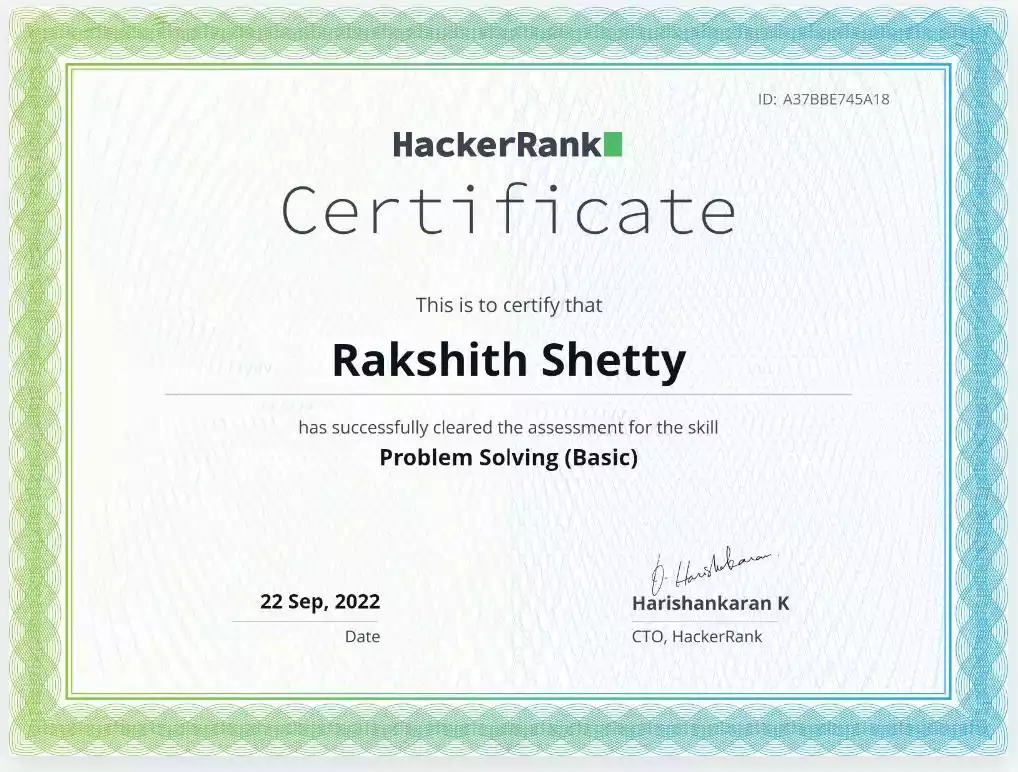 ID: A37BBE745A18
HackerRank
Certificate
This is to certify that
Rakshith Shetty
has successfully cleared the assessment for the skill
Problem Solving (Basic)
22 Sep, 2022
Date
Harishankaran K
CTO, HackerRank